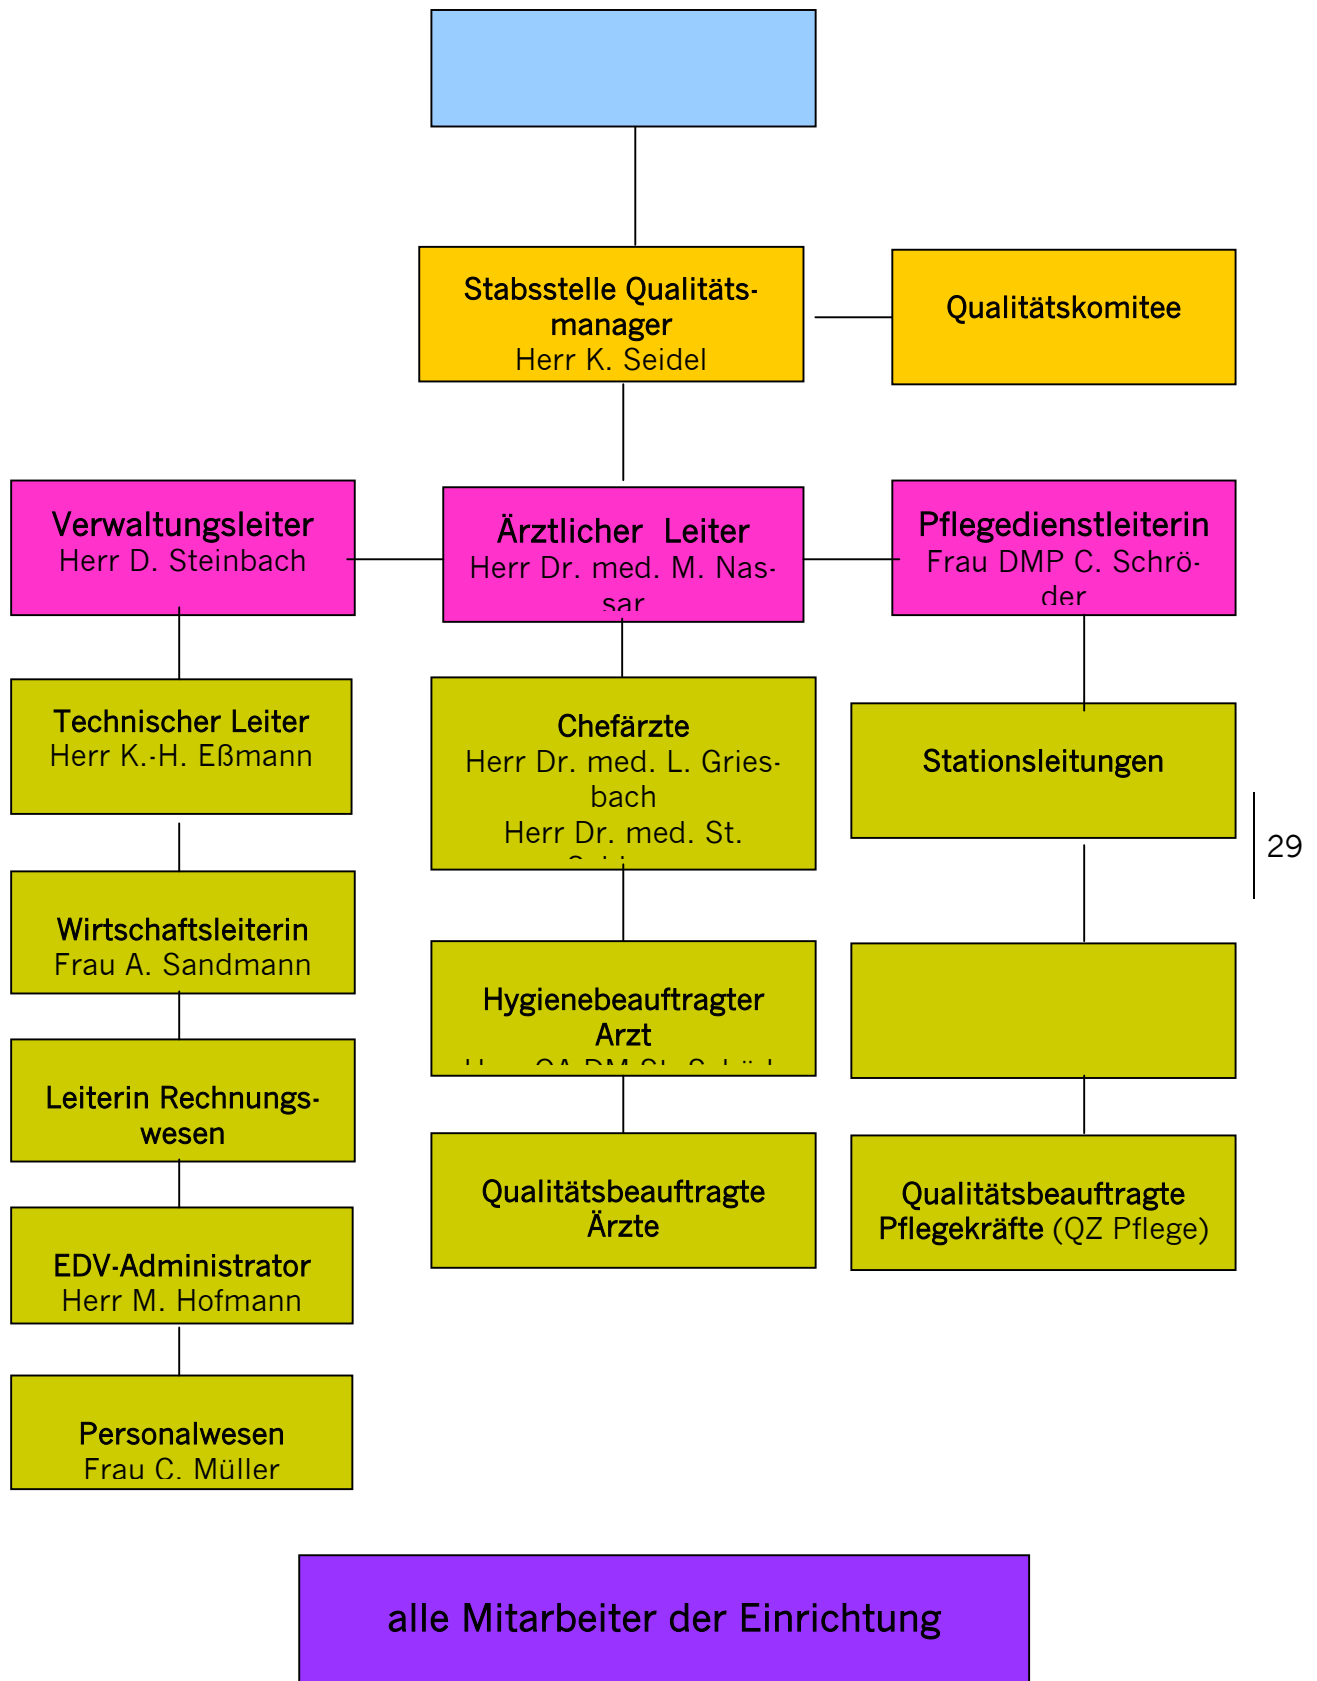 Stabsstelle Qualitäts-
manager
Herr K. Seidel
Qualitätskomitee
Verwaltungsleiter
Herr D. Steinbach
Ärztlicher Leiter
Herr Dr. med. M. Nas-
sar
Pflegedienstleiterin
Frau DMP C. Schrö-
der
Technischer Leiter
Herr K.-H. Eßmann
Wirtschaftsleiterin
Frau A. Sandmann
Leiterin Rechnungs-
wesen
EDV-Administrator
Herr M. Hofmann
Personalwesen
Frau C. Müller
Chefärzte
Herr Dr. med. L. Gries-
bach
Herr Dr. med. St.
Hygienebeauftragter
Arzt
Qualitätsbeauftragte
Ärzte
Stationsleitungen
Qualitätsbeauftragte
Pflegekräfte (QZ Pflege)
29
alle Mitarbeiter der Einrichtung